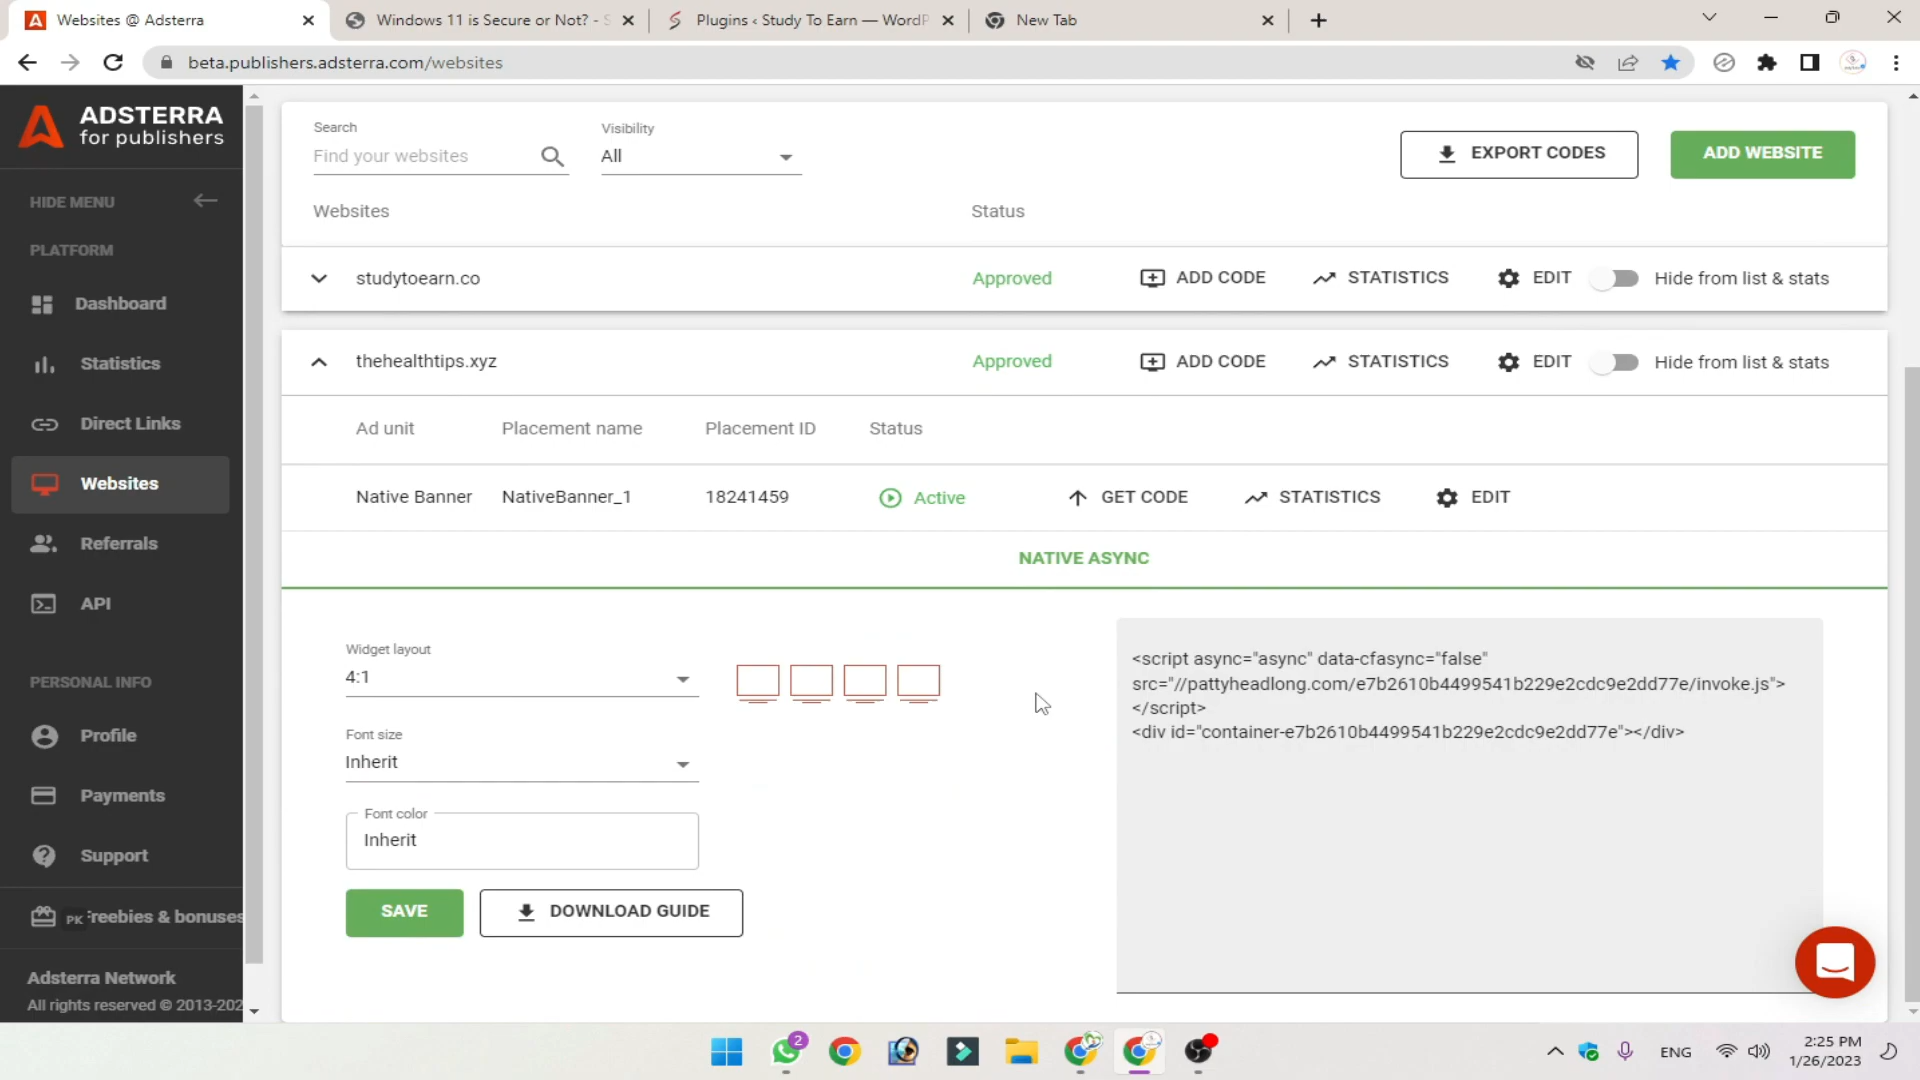 Websites @ Adsterra
Windows 11 is Secure or Not? - S
Plugins ‹ Study To Earn — WordP
New Tab
beta.publishers.adsterra.com/websites
ADSTERRA
for publishers
HIDE MENU
PLATFORM
Dashboard
Statistics
Direct Links
Websites
Referrals
API
PERSONAL INFO
Profile
Payments
Support
PK Freebies & bonuses
Adsterra Network
All rights reserved © 2013-202
Search
Find your websites
Visibility
All
EXPORT CODES
ADD WEBSITE
Websites Status
studytoearn.co Approved ADD CODE STATISTICS EDIT Hide from list & stats
thehealthtips.xyz Approved ADD CODE STATISTICS EDIT Hide from list & stats
Ad unit Placement name Placement ID Status
Native Banner NativeBanner_1 18241459 Active GET CODE STATISTICS EDIT
NATIVE ASYNC
Widget layout
4:1
Font size
Inherit
Font color
Inherit
SAVE
DOWNLOAD GUIDE
<script async="async" data-cfasync="false"
src="//pattyheadlong.com/e7b2610b4499541b229e2cdc9e2dd77e/invoke.js">
</script>
<div id="container-e7b2610b4499541b229e2cdc9e2dd77e"></div>
2
ENG
2:25 PM
1/26/2023